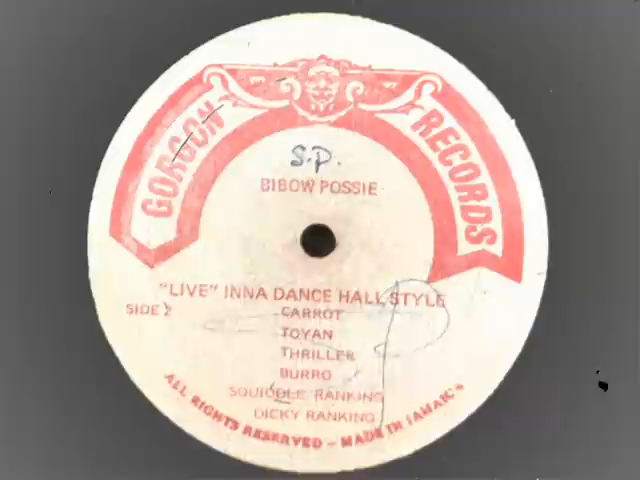 GORGON RECORDS
S.P.
BIBOW POSSIE
"LIVE" INNA DANCE HALL STYLE
SIDE 2
CARROT
TOYAN
THRILLER
BURRO
SQUIDDLE RANKING
DICKY RANKING
ALL RIGHTS RESERVED - MADE IN JAMAICA